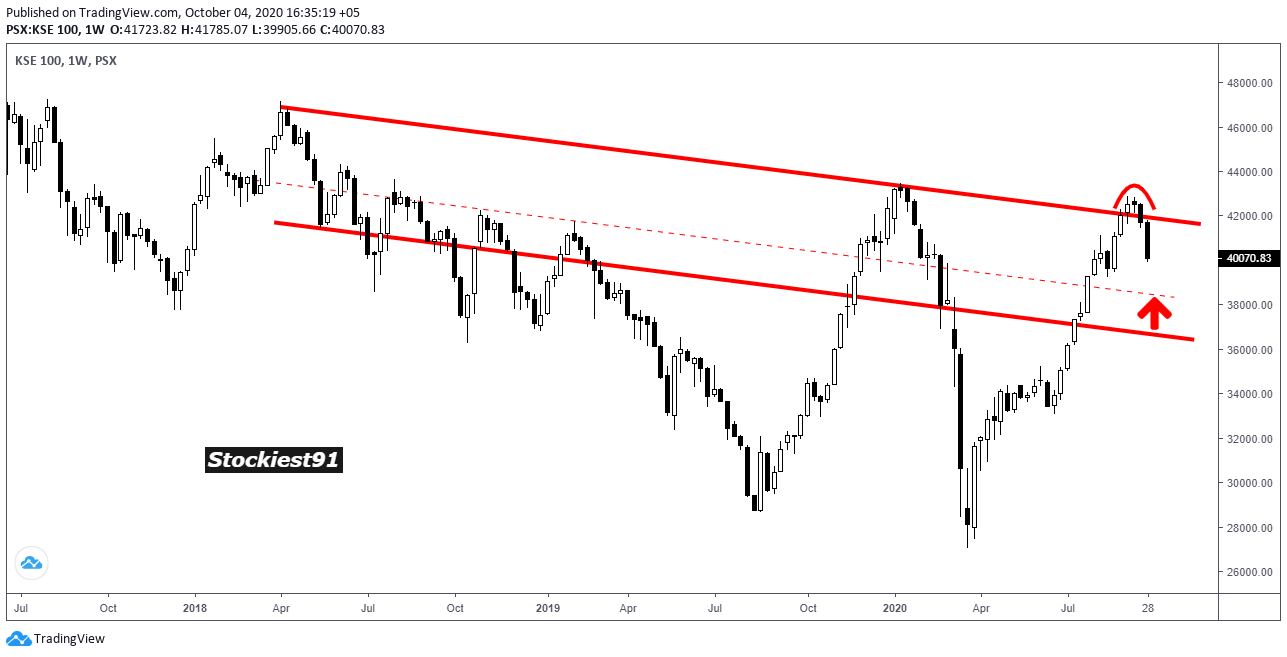 Published on TradingView.com, October 04, 2020 16:35:19 +05
PSX:KSE 100, 1W O:41723.82 H:41785.07 L:39905.66 C:40070.83
KSE 100, 1W, PSX
48000.00
46000.00
44000.00
42000.00
40070.83
38000.00
36000.00
34000.00
32000.00
30000.00
28000.00
26000.00
Stockiest91
Jul Oct 2018 Apr Jul Oct 2019 Apr Jul Oct 2020 Apr Jul 28
TradingView